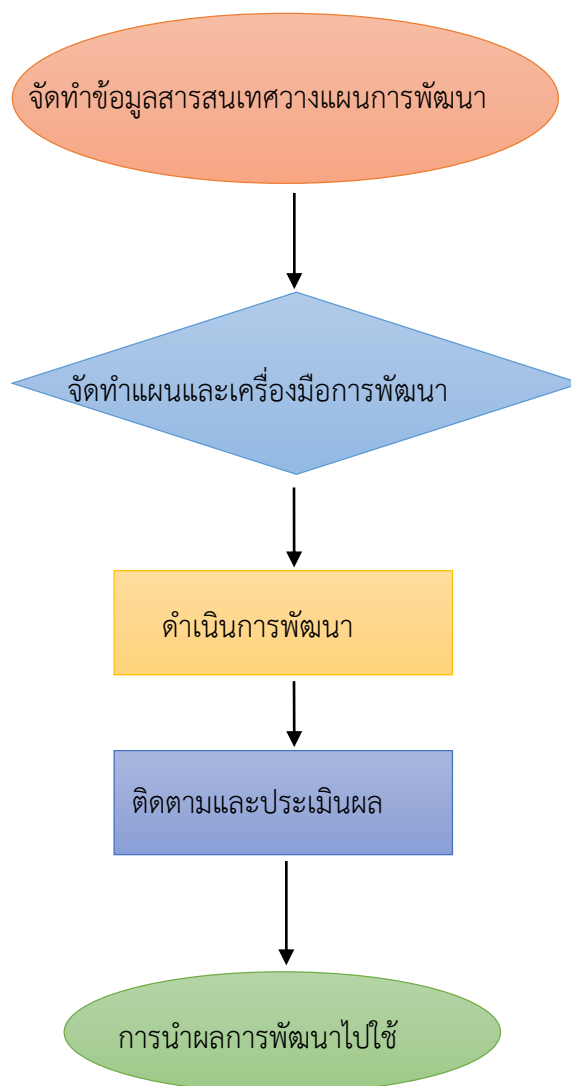 จัดทำข้อมูลสารสนเทศวางแผนการพัฒนา
จัดทำแผนและเครื่องมือการพัฒนา
ดำเนินการพัฒนา
ติดตามและประเมินผล
การนำผลการพัฒนาไปใช้